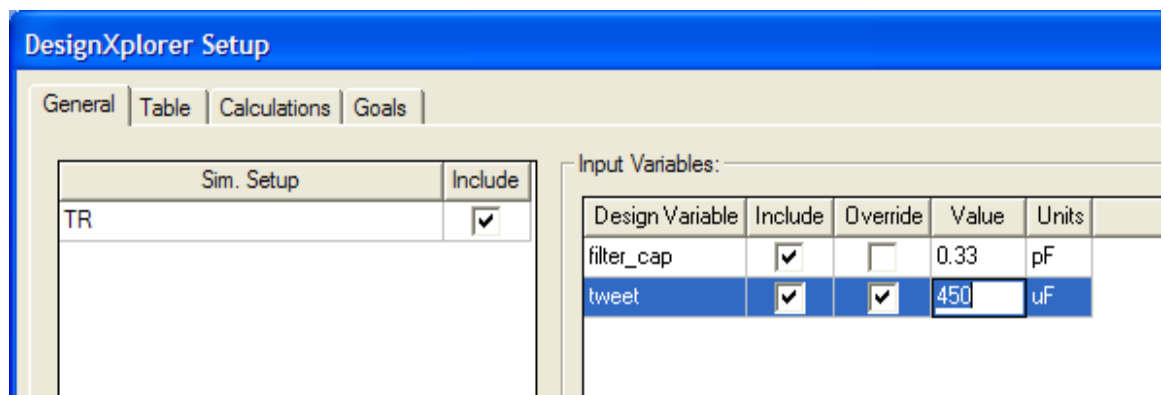 DesignXplorer Setup
General Table Calculations Goals
Sim. Setup Include
TR
Input Variables:
Design Variable Include Override Value Units
filter_cap 0.33 pF
tweet 450 uF